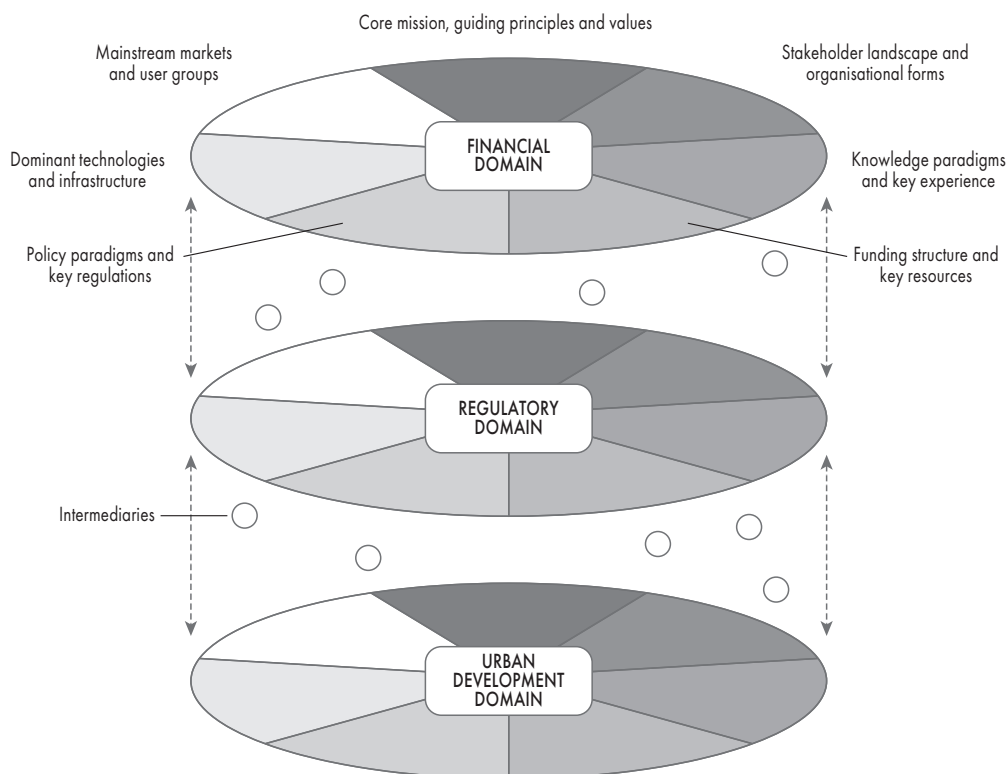 Core mission, guiding principles and values
Mainstream markets
and user groups
Stakeholder landscape and
organisational forms
FINANCIAL
DOMAIN
Dominant technologies
and infrastructure
Knowledge paradigms
and key experience
Policy paradigms and
key regulations
Funding structure and
key resources
REGULATORY
DOMAIN
Intermediaries
URBAN
DEVELOPMENT
DOMAIN